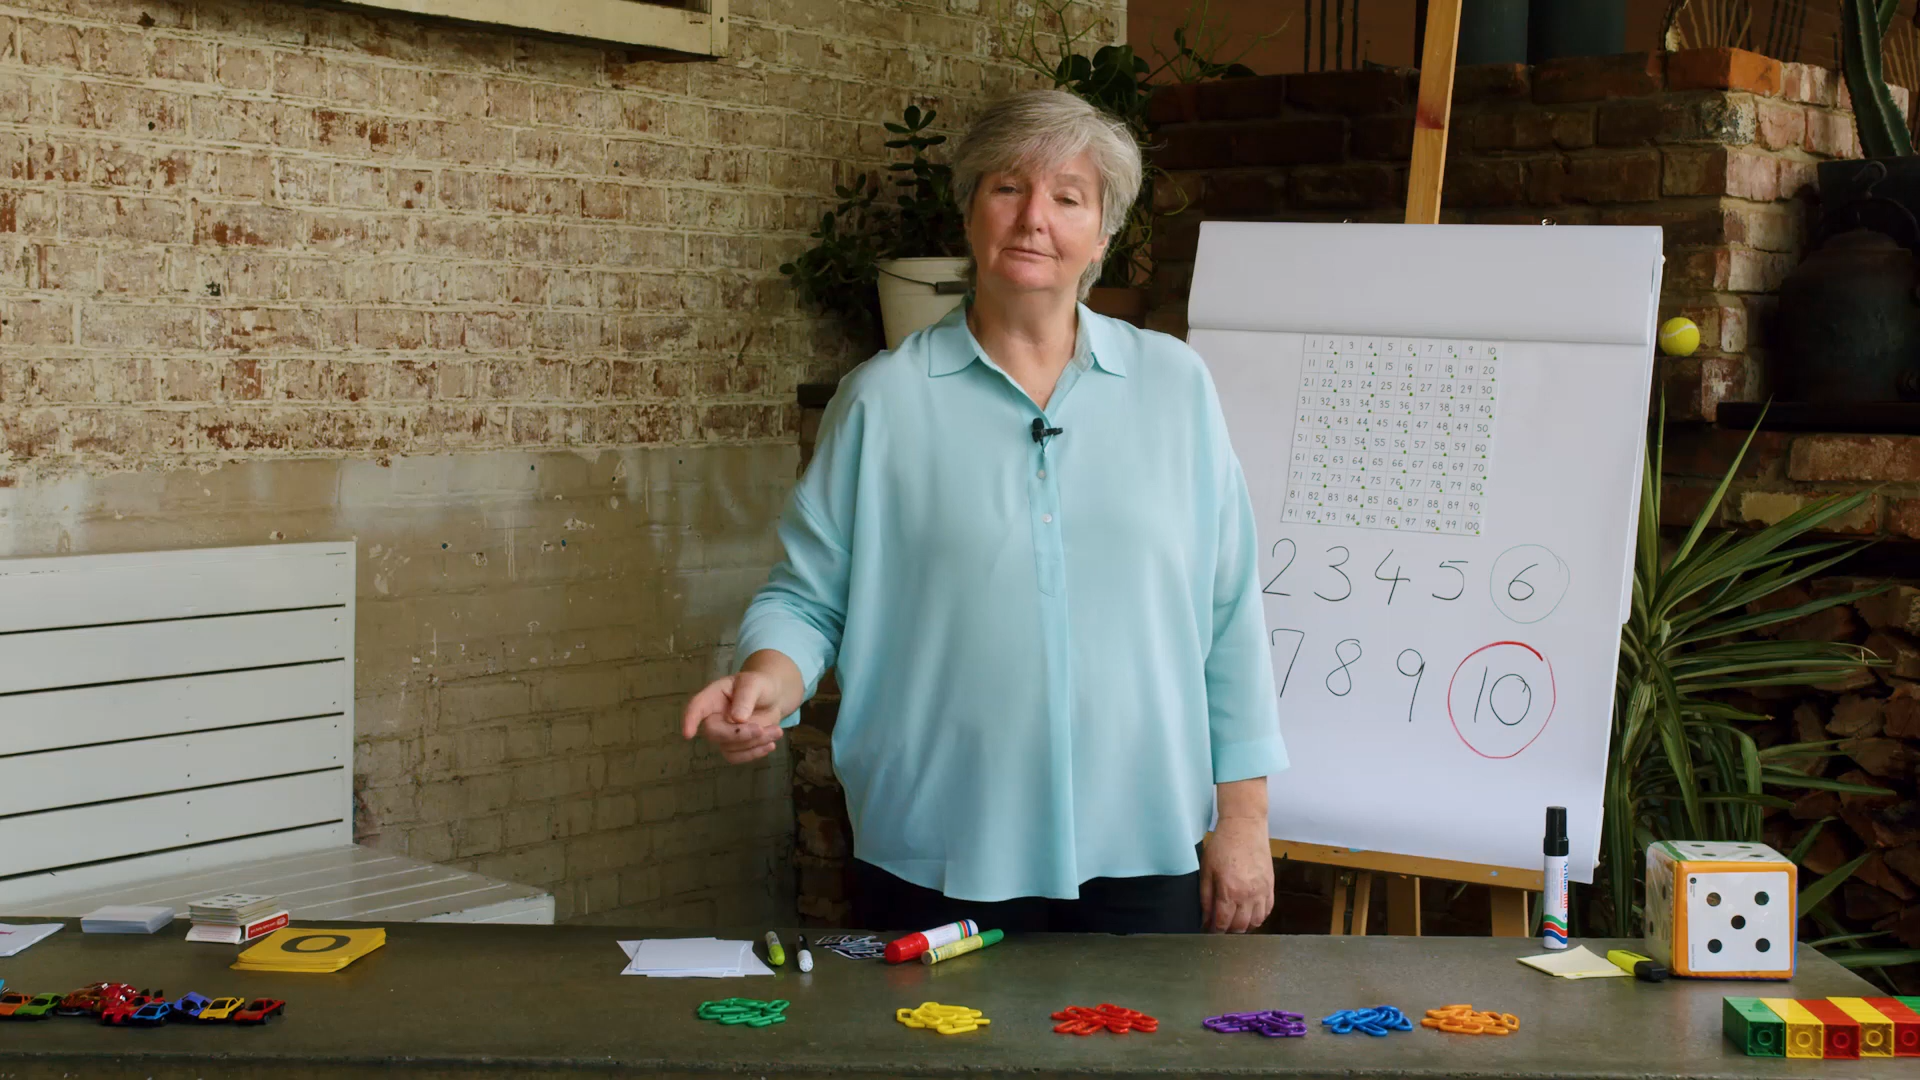 1 2 3 4 5 6 7 8 9 10
11 12 13 14 15 16 17 18 19 20
21 22 23 24 25 26 27 28 29 30
31 32 33 34 35 36 37 38 39 40
41 42 43 44 45 46 47 48 49 50
51 52 53 54 55 56 57 58 59 60
61 62 63 64 65 66 67 68 69 70
71 72 73 74 75 76 77 78 79 80
81 82 83 84 85 86 87 88 89 90
91 92 93 94 95 96 97 98 99 100
2 3 4 5 6
7 8 9 10
0